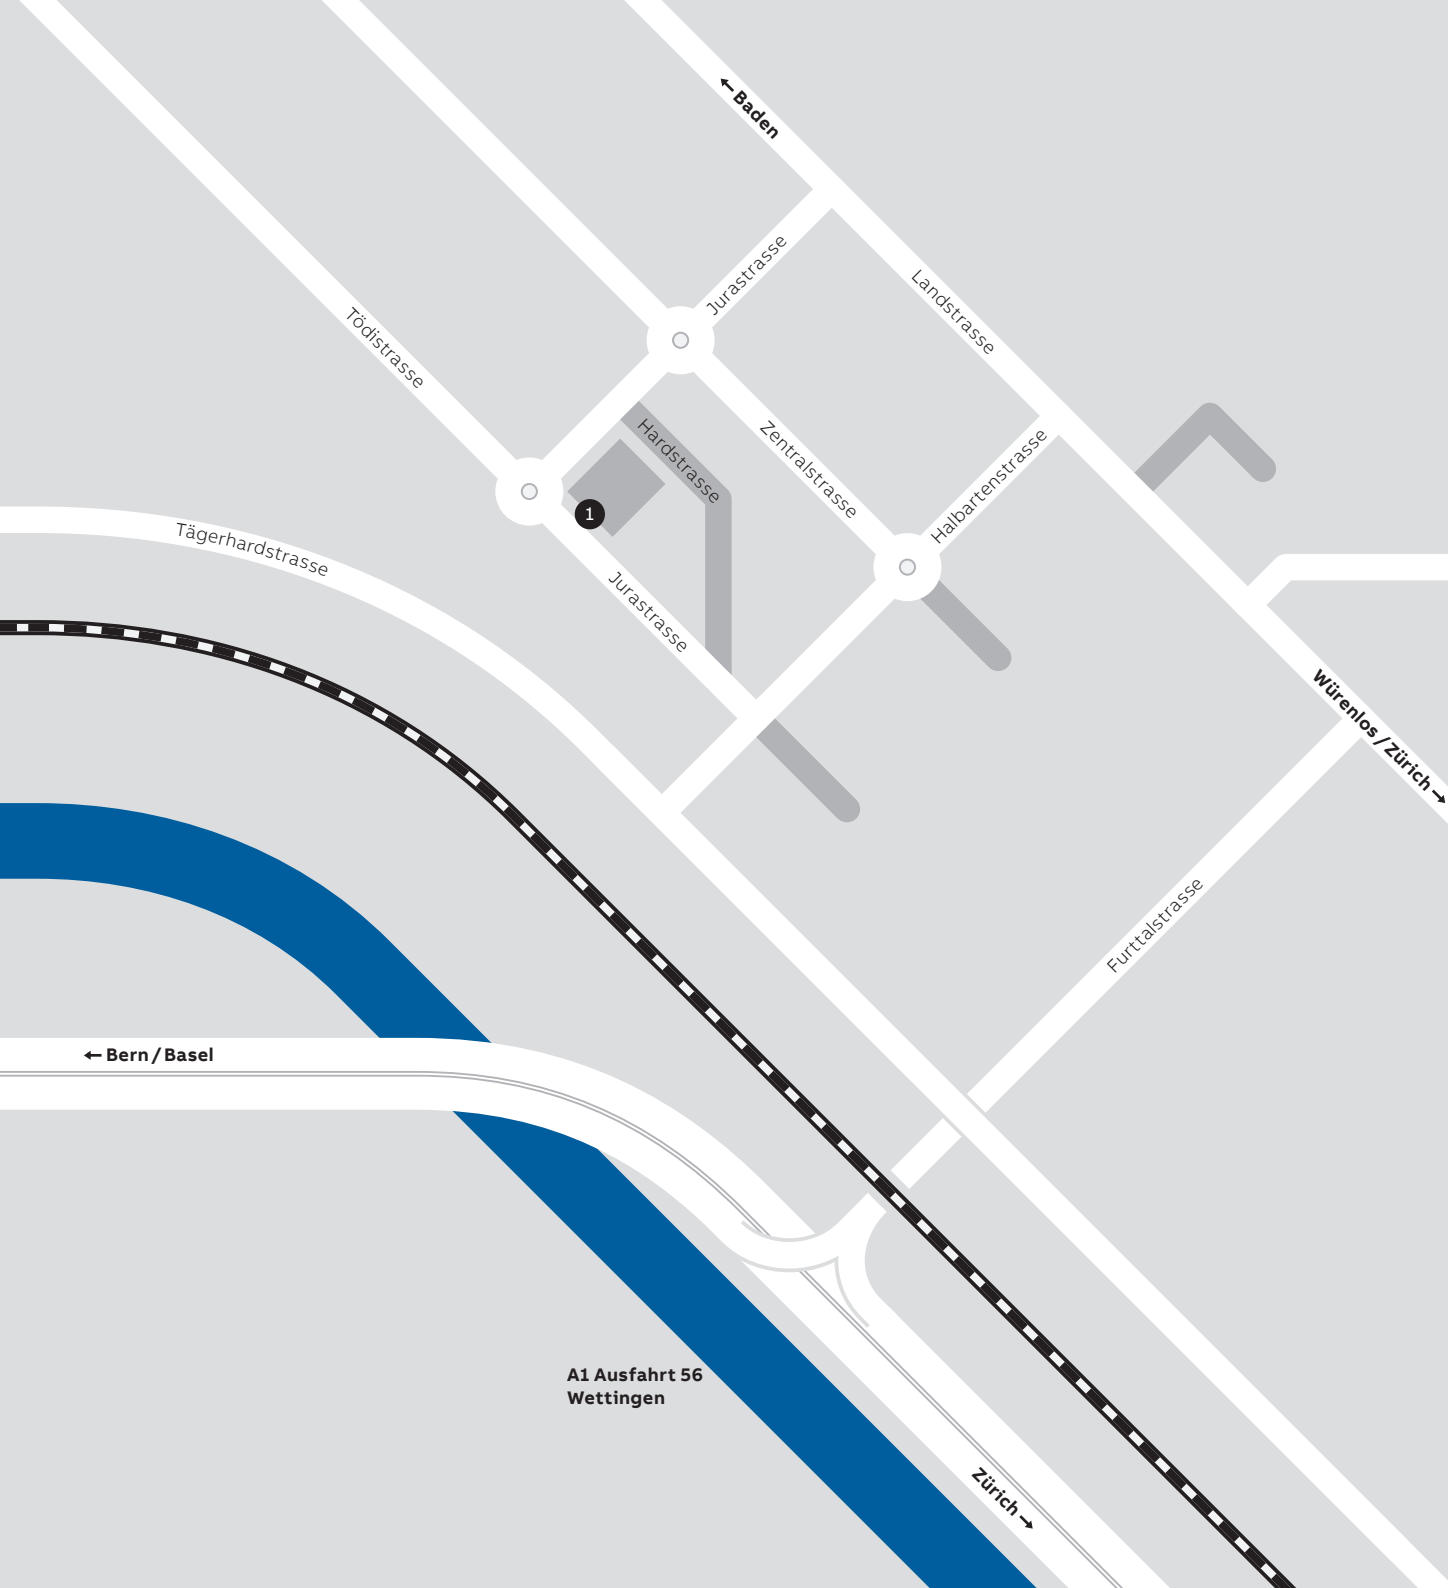 ← Baden
Jurastrasse
Landstrasse
Tödistrasse
Hardstrasse
Zentralstrasse
Halbartenstrasse
1
Tägerhardstrasse
Jurastrasse
Würenlos / Zürich →
Furttalstrasse
← Bern / Basel
A1 Ausfahrt 56
Wettingen
Zürich →